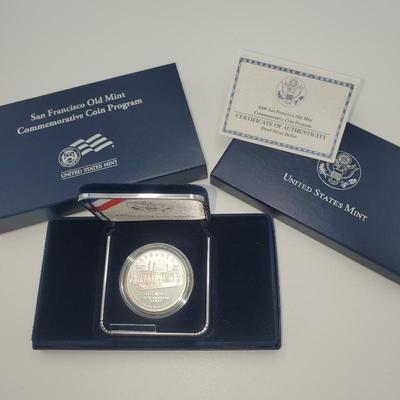 San Francisco Old Mint
Commemorative Coin Program
UNITED STATES MINT
2006 San Francisco Old Mint
Commemorative Coin Program
CERTIFICATE OF AUTHENTICITY
Proof Silver Dollar
UNITED STATES MINT